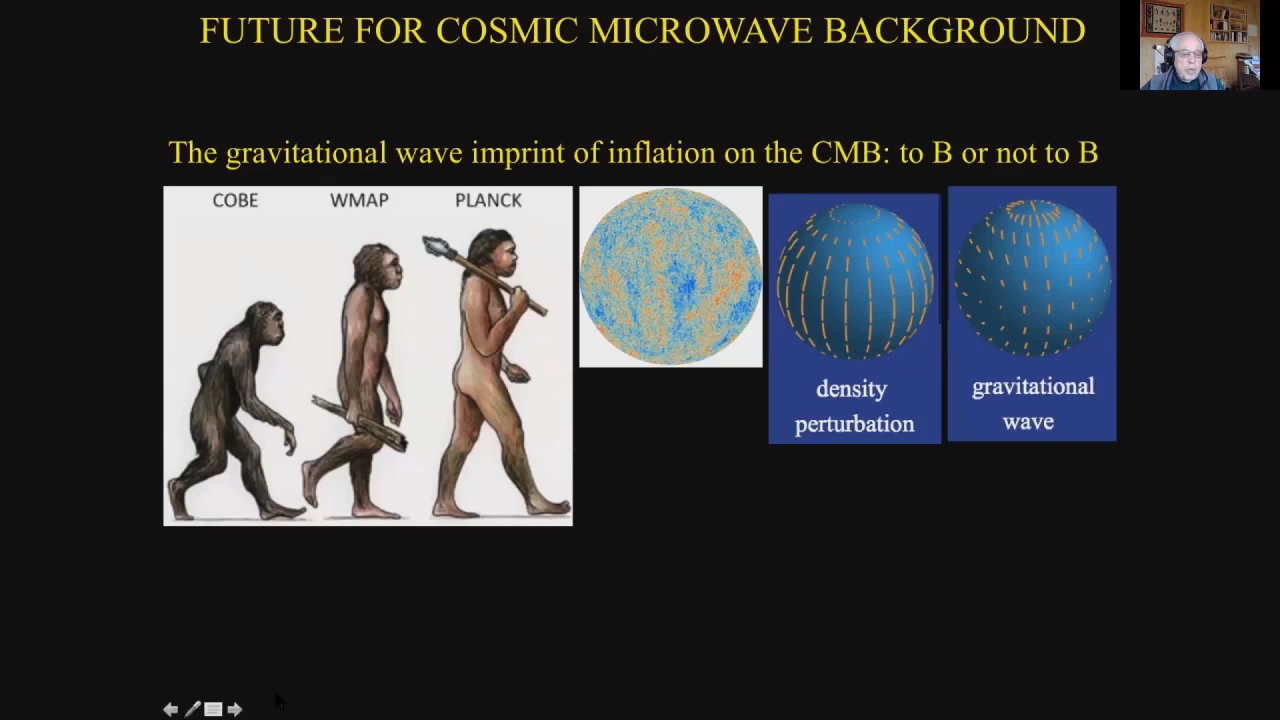 FUTURE FOR COSMIC MICROWAVE BACKGROUND
The gravitational wave imprint of inflation on the CMB: to B or not to B
COBE WMAP PLANCK
density
perturbation
gravitational
wave